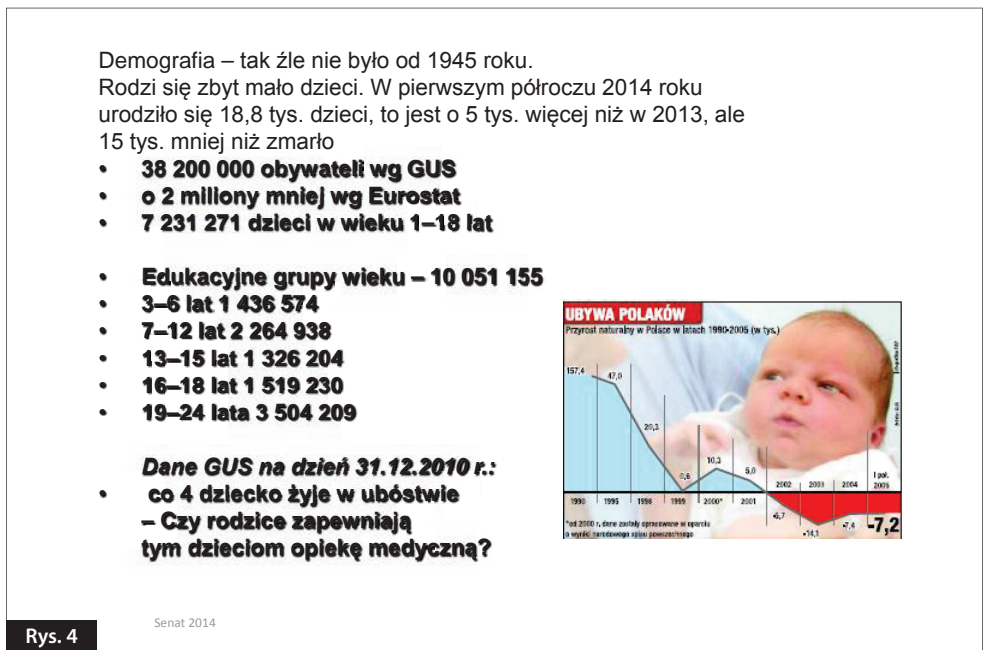 Demografia – tak źle nie było od 1945 roku.
Rodzi się zbyt mało dzieci. W pierwszym półroczu 2014 roku
urodziło się 18,8 tys. dzieci, to jest o 5 tys. więcej niż w 2013, ale
15 tys. mniej niż zmarło
• 38 200 000 obywateli wg GUS
• o 2 miliony mniej wg Eurostat
• 7 231 271 dzieci w wieku 1–18 lat
• Edukacyjne grupy wieku – 10 051 155
• 3–6 lat 1 436 574
• 7–12 lat 2 264 938
• 13–15 lat 1 326 204
• 16–18 lat 1 519 230
• 19–24 lata 3 504 209
Dane GUS na dzień 31.12.2010 r.:
• co 4 dziecko żyje w ubóstwie
– Czy rodzice zapewniają
tym dzieciom opiekę medyczną?
UBYWA POLAKÓW
Przyrost naturalny w Polsce w latach 1990-2005 (w tys.)
157,4 47,0
20,3
0,6
10,3
5,0
2002 2003 2004 I poł. 2005
1990 1995 1998 1999 2000* 2001
-5,7
-14,1
-7,4
-7,2
*od 2000 r. dane zostały opracowane w oparciu
o wyniki narodowego spisu powszechnego
Senat 2014
Rys. 4